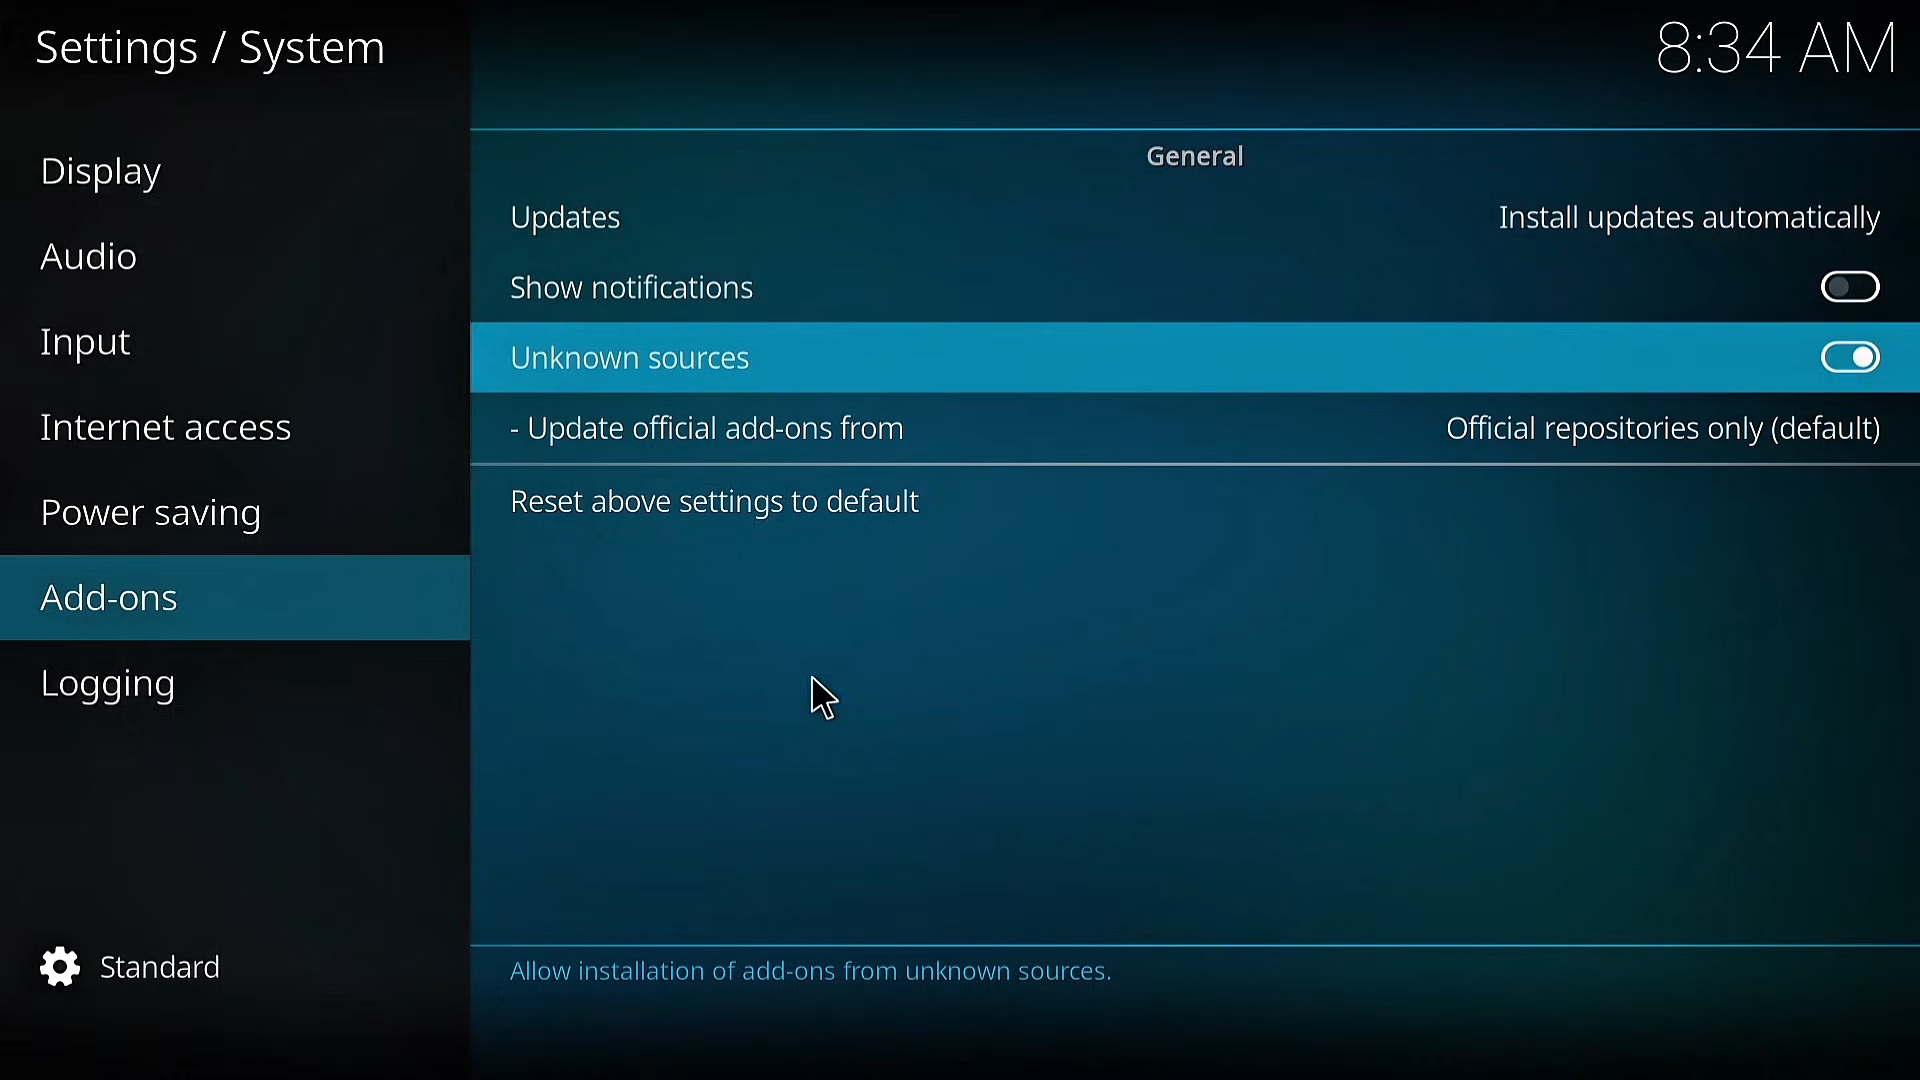 Settings / System
8:34 AM
Display
Audio
Input
Internet access
Power saving
Add-ons
Logging
Standard
General
Updates Install updates automatically
Show notifications
Unknown sources
- Update official add-ons from Official repositories only (default)
Reset above settings to default
Allow installation of add-ons from unknown sources.